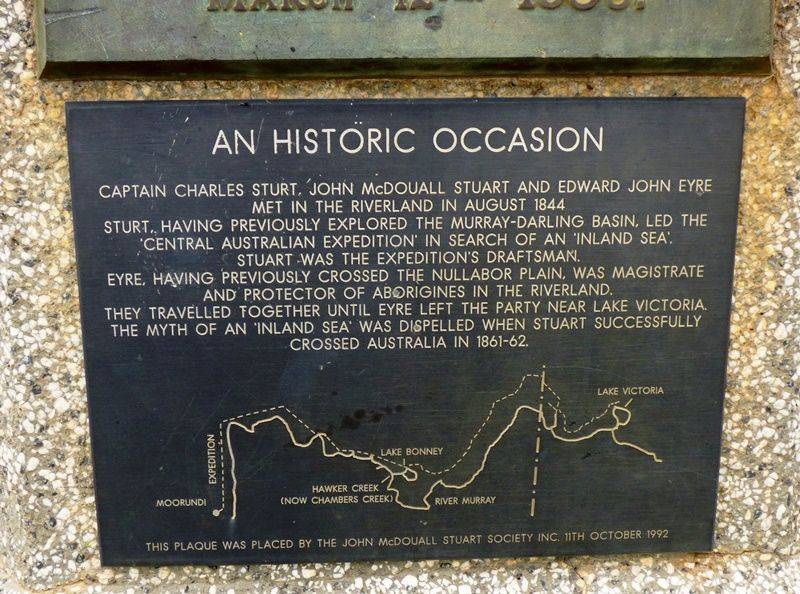 MARCH 12TH
AN HISTORIC OCCASION
CAPTAIN CHARLES STURT, JOHN McDOUALL STUART AND EDWARD JOHN EYRE
MET IN THE RIVERLAND IN AUGUST 1844
STURT, HAVING PREVIOUSLY EXPLORED THE MURRAY-DARLING BASIN, LED THE
'CENTRAL AUSTRALIAN EXPEDITION' IN SEARCH OF AN 'INLAND SEA'.
STUART WAS THE EXPEDITION'S DRAFTSMAN.
EYRE, HAVING PREVIOUSLY CROSSED THE NULLABOR PLAIN, WAS MAGISTRATE
AND PROTECTOR OF ABORIGINES IN THE RIVERLAND.
THEY TRAVELLED TOGETHER UNTIL EYRE LEFT THE PARTY NEAR LAKE VICTORIA.
THE MYTH OF AN 'INLAND SEA' WAS DISPELLED WHEN STUART SUCCESSFULLY
CROSSED AUSTRALIA IN 1861-62.
LAKE VICTORIA
EXPEDITION
LAKE BONNEY
HAWKER CREEK
(NOW CHAMBERS CREEK)
RIVER MURRAY
MOORUNDI
THIS PLAQUE WAS PLACED BY THE JOHN McDOUALL STUART SOCIETY INC. 11TH OCTOBER 1992